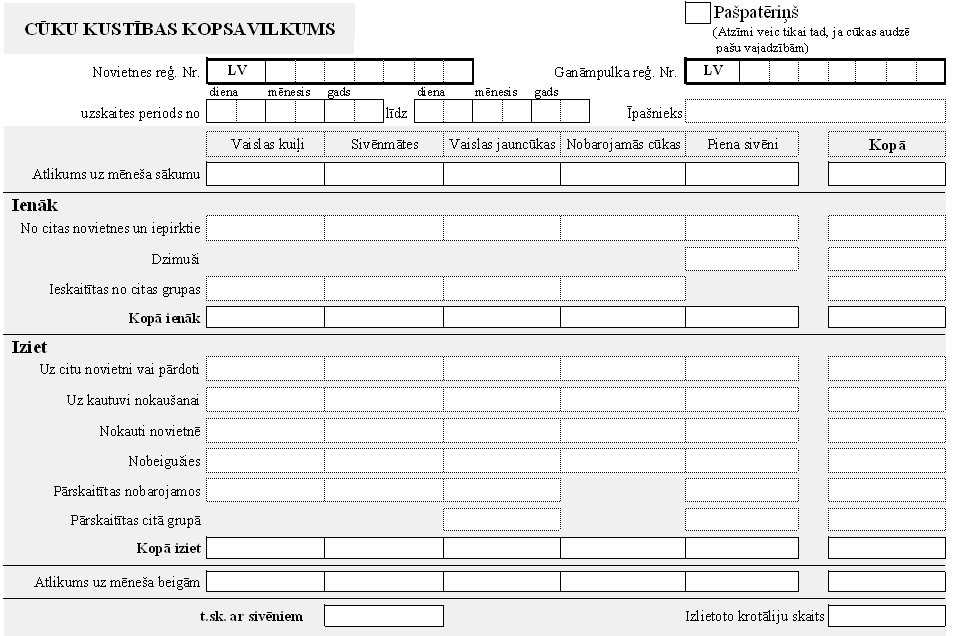 CŪKU KUSTĪBAS KOPSAVILKUMS
Pašpatēriņš
(Atzīmi veic tikai tad, ja cūkas audzē
pašu vajadzībām)
Novietnes reģ. Nr. LV
Ganāmpulka reģ. Nr. LV
diena mēnesis gads diena mēnesis gads
uzskaites periods no līdz Īpašnieks
Vaislas kuiļi Sivēnmātes Vaislas jauncūkas Nobarojamās cūkas Piena sivēni Kopā
Atlikums uz mēneša sākumu
Ienāk
No citas novietnes un iepirktie
Dzimuši
Ieskaitītas no citas grupas
Kopā ienāk
Iziet
Uz citu novietni vai pārdoti
Uz kautuvi nokaušanai
Nokauti novietnē
Nobeigušies
Pārskaitītas nobarojamos
Pārskaitītas citā grupā
Kopā iziet
Atlikums uz mēneša beigām
t.sk. ar sivēniem Izlietoto krotāliju skaits